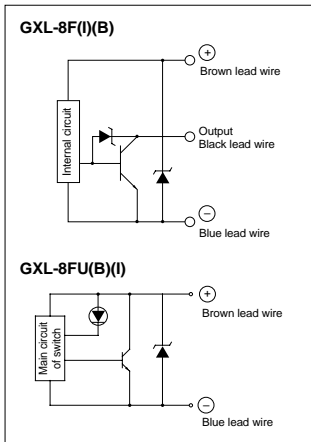 GXL-8F(I)(B)
+
Brown lead wire
Internal circuit
Output
Black lead wire
−
Blue lead wire
GXL-8FU(B)(I)
+
Brown lead wire
Main circuit
of switch
−
Blue lead wire